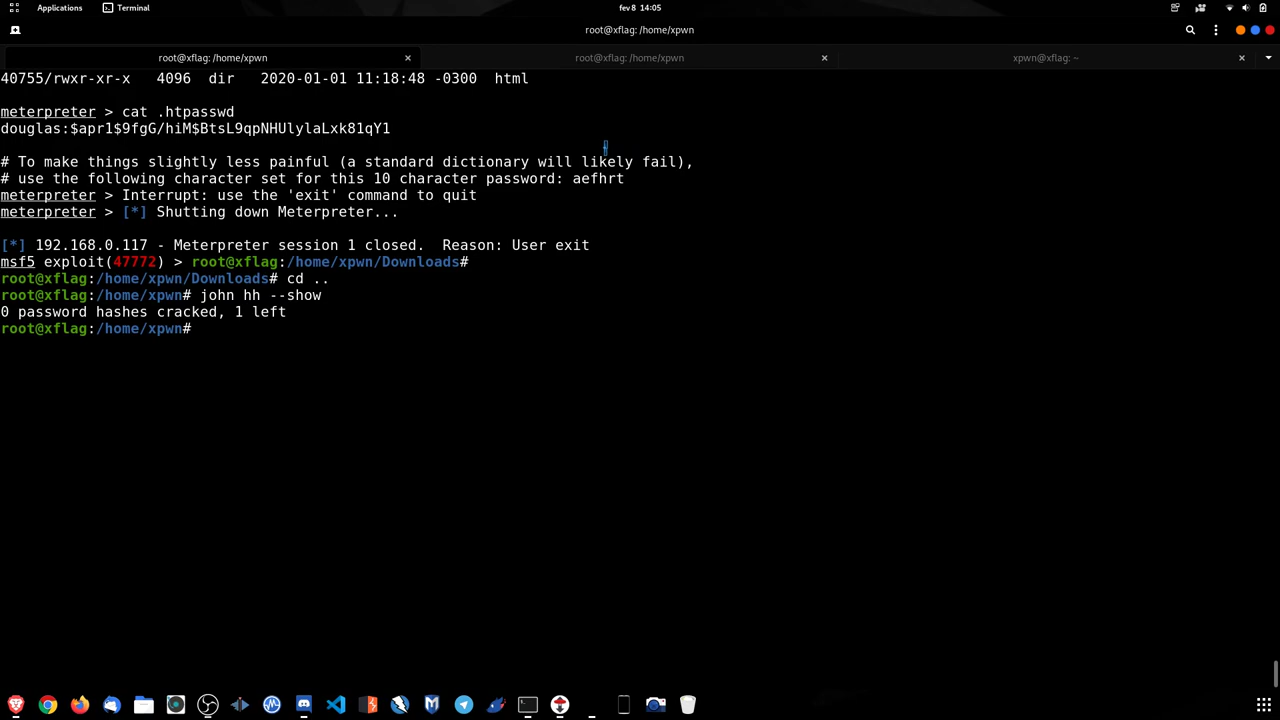 Applications Terminal fev 8 14:05
root@xflag: /home/xpwn
root@xflag: /home/xpwn × root@xflag: /home/xpwn × xpwn@xflag: ~ ×
40755/rwxr-xr-x 4096 dir 2020-01-01 11:18:48 -0300 html
meterpreter > cat .htpasswd
douglas:$apr1$9fgG/hiM$BtsL9qpNHUlylaLxk81qY1
# To make things slightly less painful (a standard dictionary will likely fail),
# use the following character set for this 10 character password: aefhrt
meterpreter > Interrupt: use the 'exit' command to quit
meterpreter > [*] Shutting down Meterpreter...
[*] 192.168.0.117 - Meterpreter session 1 closed. Reason: User exit
msf5 exploit(47772) > root@xflag:/home/xpwn/Downloads#
root@xflag:/home/xpwn/Downloads# cd ..
root@xflag:/home/xpwn# john hh --show
0 password hashes cracked, 1 left
root@xflag:/home/xpwn#